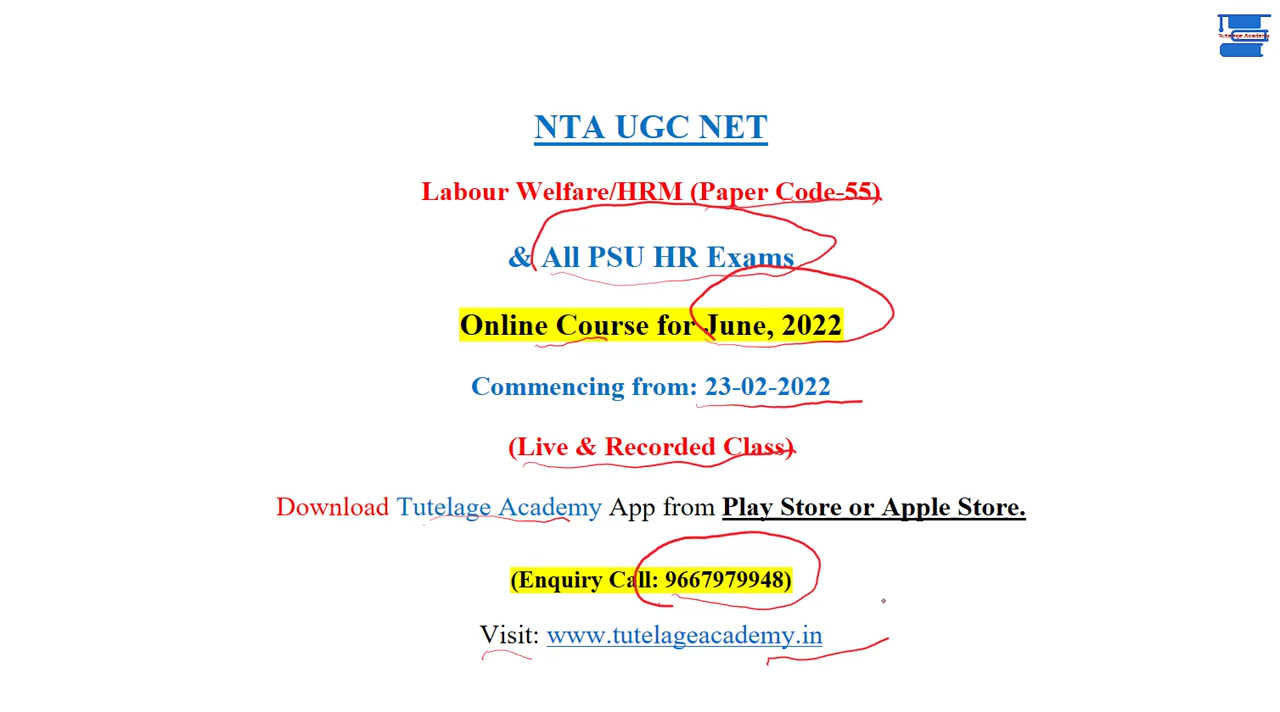 Tutelage Academy
NTA UGC NET
Labour Welfare/HRM (Paper Code-55)
& All PSU HR Exams
Online Course for June, 2022
Commencing from: 23-02-2022
(Live & Recorded Class)
Download Tutelage Academy App from Play Store or Apple Store.
(Enquiry Call: 9667979948)
Visit: www.tutelageacademy.in